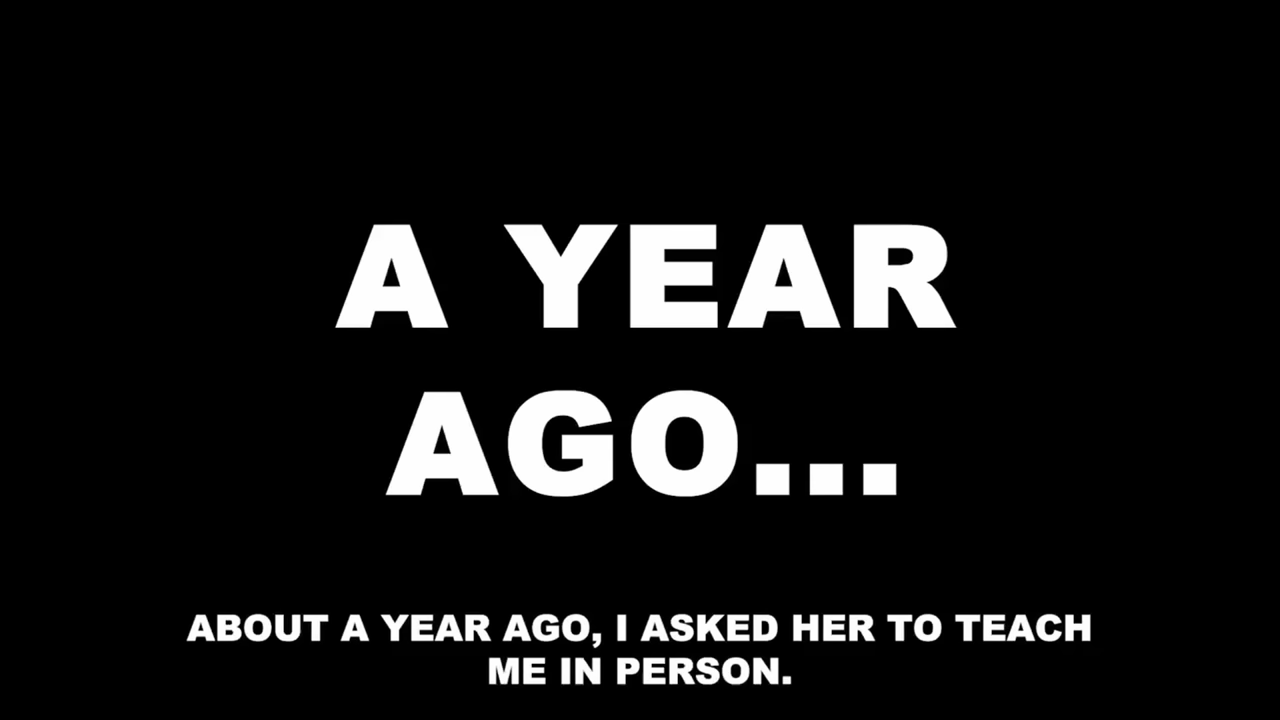 A YEAR
AGO...
ABOUT A YEAR AGO, I ASKED HER TO TEACH
ME IN PERSON.